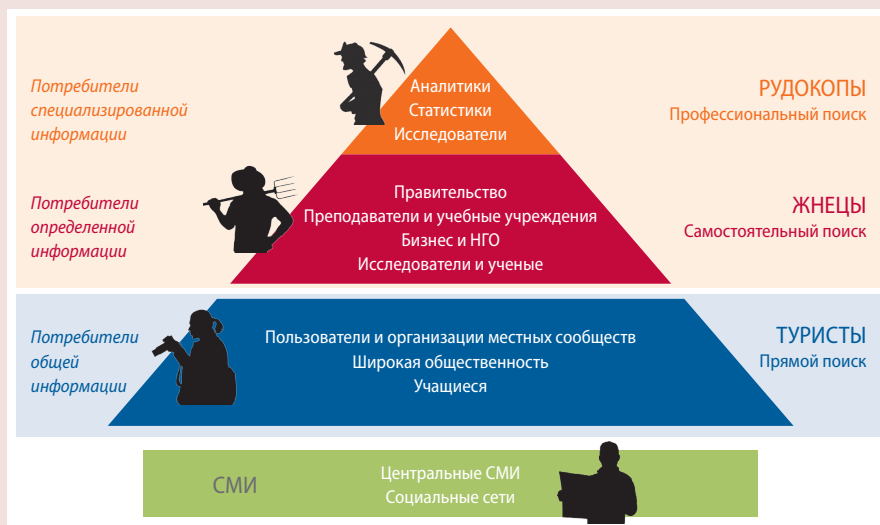 Потребители
специализированной
информации
Аналитики
Статистики
Исследователи
РУДОКОПЫ
Профессиональный поиск
Потребители
определенной
информации
Правительство
Преподаватели и учебные учреждения
Бизнес и НГО
Исследователи и ученые
ЖНЕЦЫ
Самостоятельный поиск
Потребители
общей
информации
Пользователи и организации местных сообществ
Широкая общественность
Учащиеся
ТУРИСТЫ
Прямой поиск
СМИ
Центральные СМИ
Социальные сети